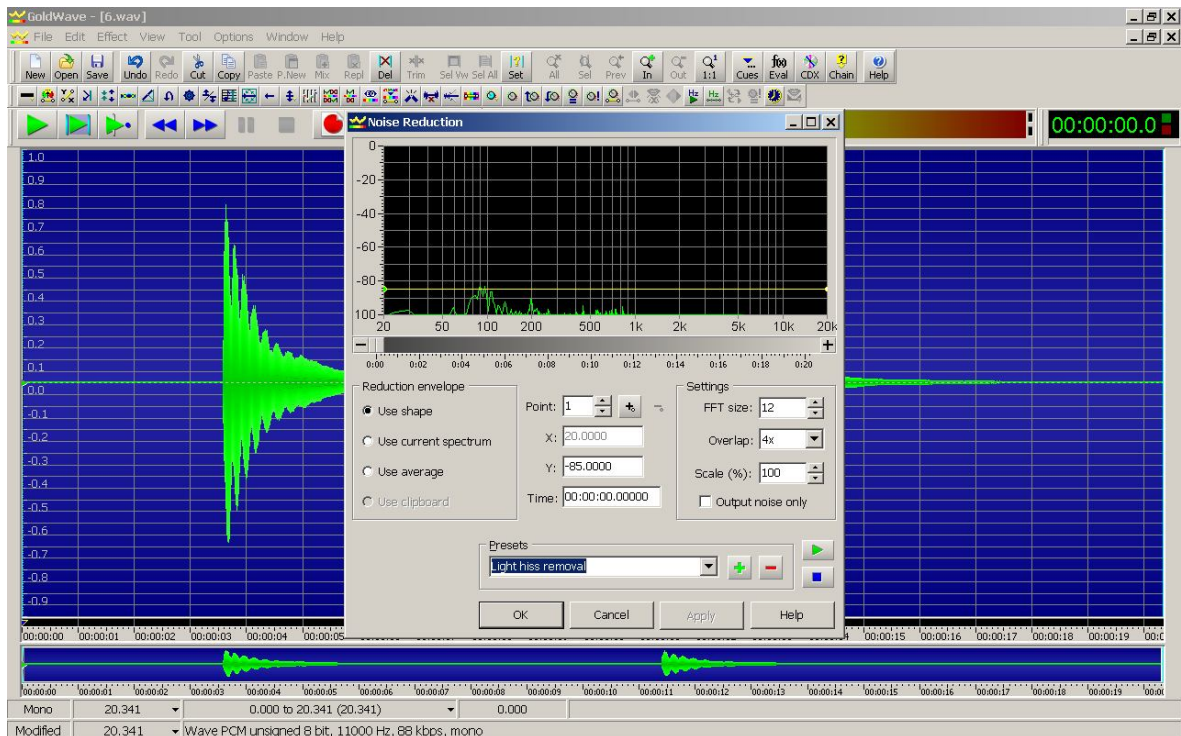 GoldWave - [6.wav]
File Edit Effect View Tool Options Window Help
New Open Save Undo Redo Cut Copy Paste P.New Mix Repl Del Trim Sel Vw Sel All Set All Sel Prev In Out 1:1 Cues Eval CDX Chain Help
00:00:00.0
Noise Reduction
1.0
0.9
0.8
0.7
0.6
0.5
0.4
0.3
0.2
0.1
0.0
-0.1
-0.2
-0.3
-0.4
-0.5
-0.6
-0.7
-0.8
-0.9
0
-20
-40
-60
-80
-100
20 50 100 200 500 1k 2k 5k 10k 20k
0:00 0:02 0:04 0:06 0:08 0:10 0:12 0:14 0:16 0:18 0:20
Reduction envelope
Use shape
Use current spectrum
Use average
Use clipboard
Point: 1
X: 20.0000
Y: -85.0000
Time: 00:00:00.00000
Settings
FFT size: 12
Overlap: 4x
Scale (%): 100
Output noise only
Presets
Light hiss removal
OK Cancel Apply Help
00:00:00 00:00:01 00:00:02 00:00:03 00:00:04 00:00:05 00:00:15 00:00:16 00:00:17 00:00:18 00:00:19
00:00:00 00:00:01 00:00:02 00:00:03 00:00:04 00:00:05 00:00:06 00:00:07 00:00:08 00:00:09 00:00:10 00:00:11 00:00:12 00:00:13 00:00:14 00:00:15 00:00:16 00:00:17 00:00:18 00:00:19
Mono 20.341 0.000 to 20.341 (20.341) 0.000
Modified 20.341 Wave PCM unsigned 8 bit, 11000 Hz, 88 kbps, mono